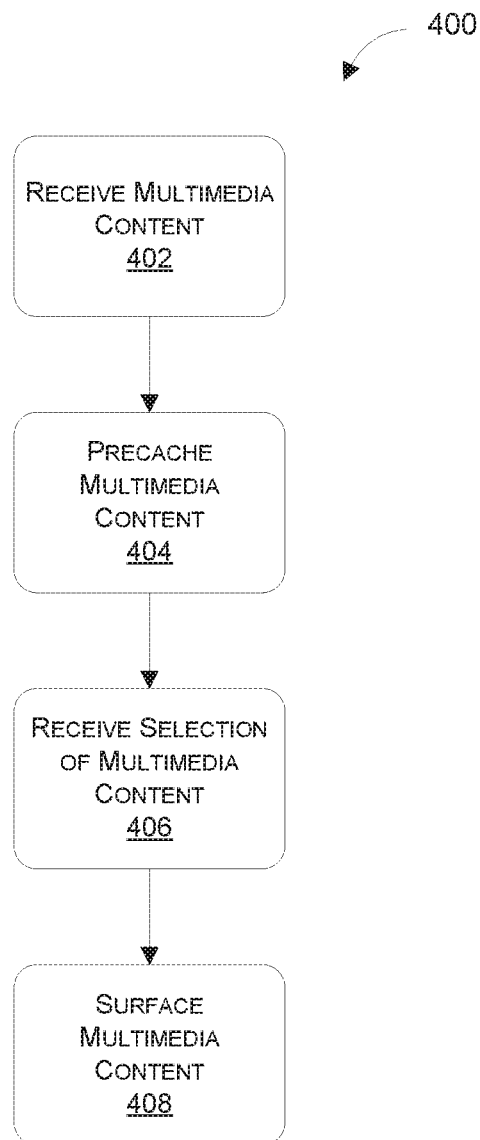 400
RECEIVE MULTIMEDIA
CONTENT
402
PRECACHE
MULTIMEDIA
CONTENT
404
RECEIVE SELECTION
OF MULTIMEDIA
CONTENT
406
SURFACE
MULTIMEDIA
CONTENT
408